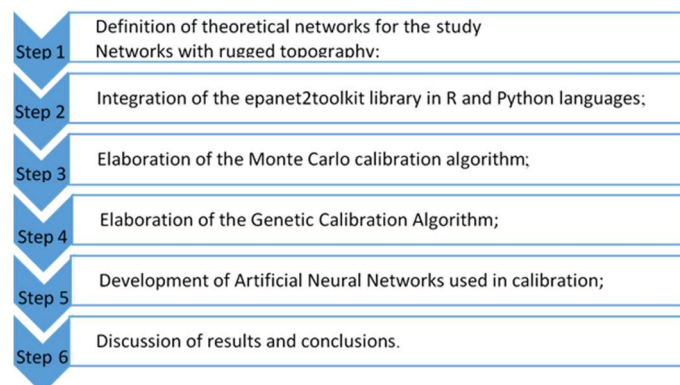 Definition of theoretical networks for the study
Step 1
Networks with rugged topography;
Step 2
Integration of the epanet2toolkit library in R and Python languages;
Step 3
Elaboration of the Monte Carlo calibration algorithm;
Step 4
Elaboration of the Genetic Calibration Algorithm;
Step 5
Development of Artificial Neural Networks used in calibration;
Step 6
Discussion of results and conclusions.